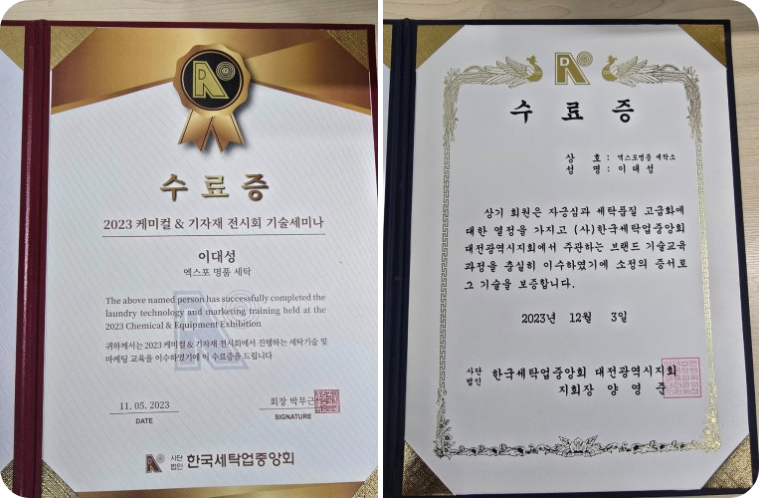 수료증
2023 케미컬 & 기자재 전시회 기술세미나
이대성
엑스포 명품 세탁
The above named person has successfully completed the
laundry technology and marketing training held at the
2023 Chemical & Equipment Exhibition
귀하께서는 2023 케미컬 & 기자재 전시회에서 진행하는 세탁기술 및
마케팅 교육을 이수하였기에 이 수료증을 드립니다
11. 05. 2023
DATE
회장 박무근
SIGNATURE
사단
법인 한국세탁업중앙회
수료증
상 호 : 엑스포명품 세탁소
성 명 : 이 대 성
상기 회원은 자긍심과 세탁품질 고급화에
대한 열정을 가지고 (사)한국세탁업중앙회
대전광역시지회에서 주관하는 브랜드 기술교육
과정을 충실히 이수하였기에 소정의 증서로
그 기술을 보증합니다.
2023년 12월 3일
사단
법인 한국세탁업중앙회 대전광역시지회
지회장 양 영 준